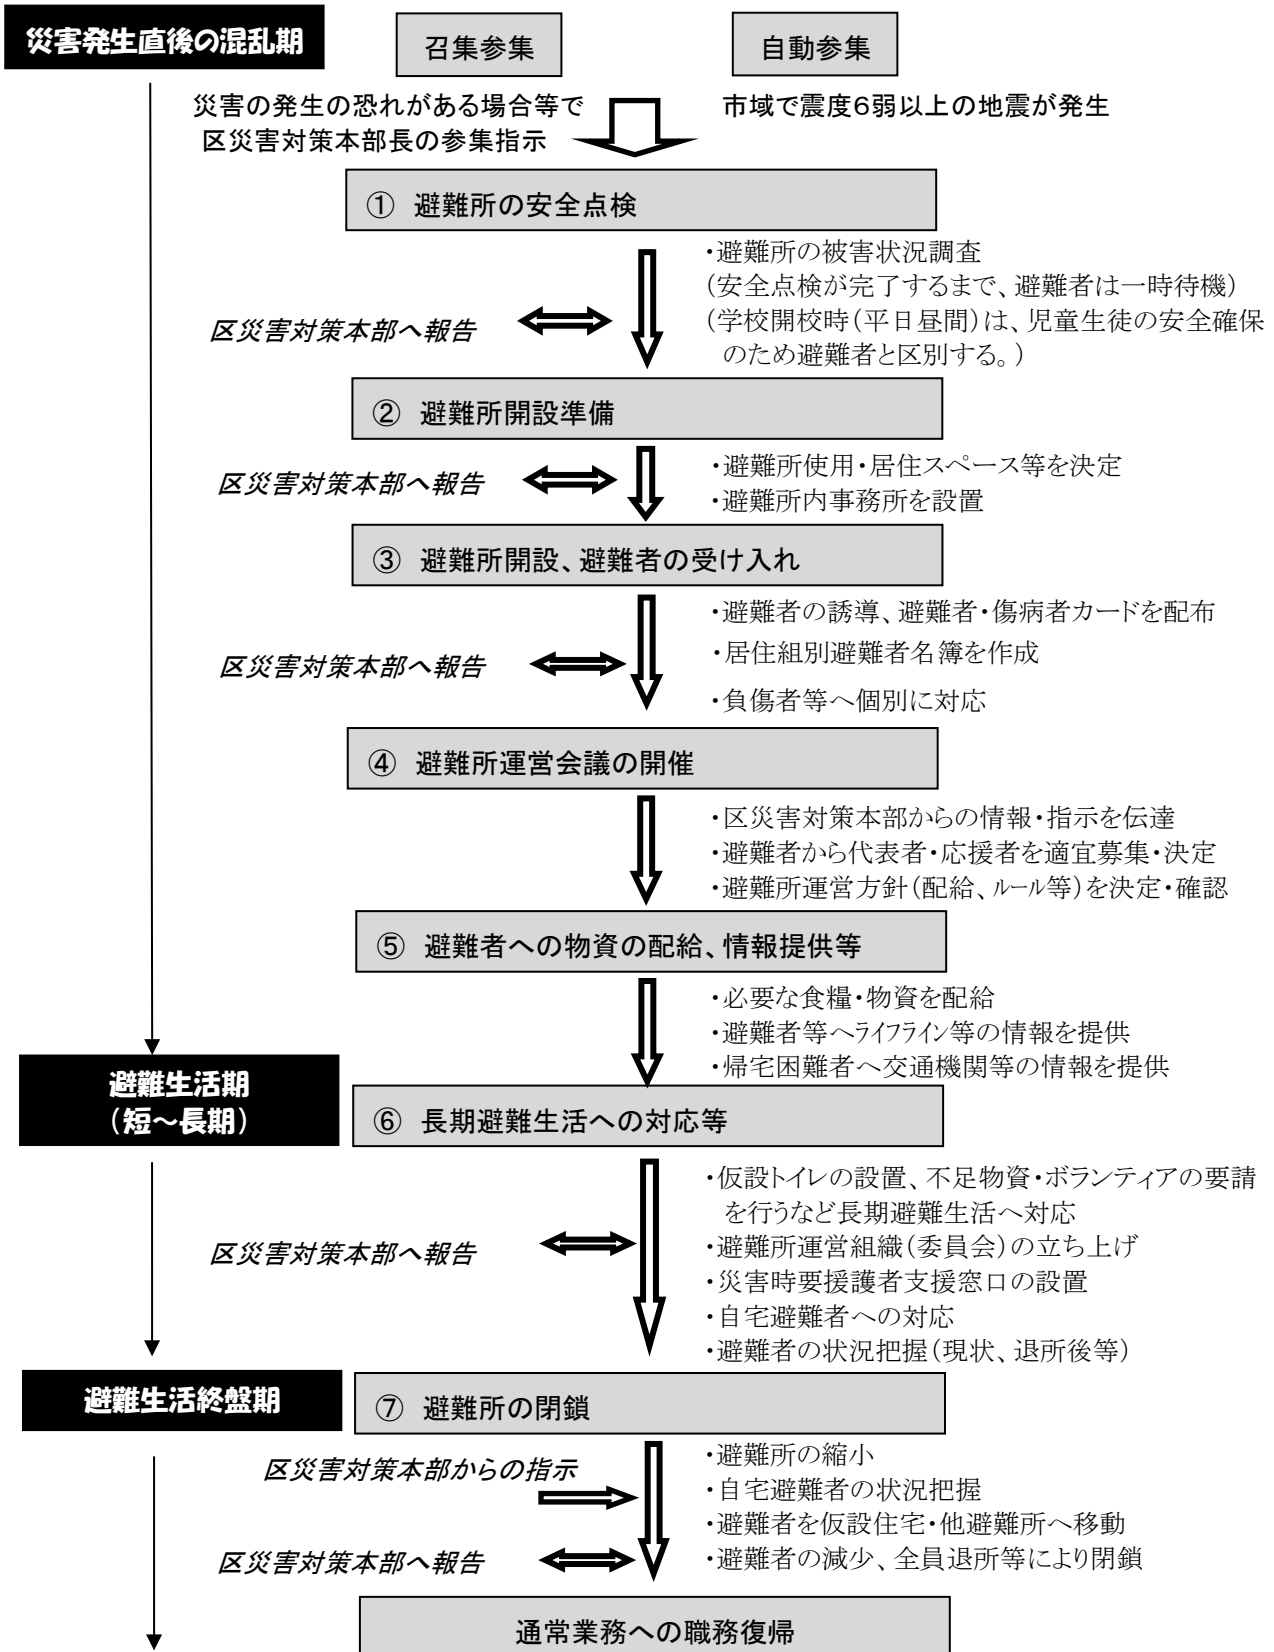 災害発生直後の混乱期
召集参集
自動参集
災害の発生の恐れがある場合等で
区災害対策本部長の参集指示
市域で震度6弱以上の地震が発生
① 避難所の安全点検
・避難所の被害状況調査
(安全点検が完了するまで、避難者は一時待機)
(学校開校時(平日昼間)は、児童生徒の安全確保
のため避難者と区別する。)
区災害対策本部へ報告
② 避難所開設準備
区災害対策本部へ報告
・避難所使用・居住スペース等を決定
・避難所内事務所を設置
③ 避難所開設、避難者の受け入れ
・避難者の誘導、避難者・傷病者カードを配布
・居住組別避難者名簿を作成
区災害対策本部へ報告
・負傷者等へ個別に対応
④ 避難所運営会議の開催
・区災害対策本部からの情報・指示を伝達
・避難者から代表者・応援者を適宜募集・決定
・避難所運営方針(配給、ルール等)を決定・確認
⑤ 避難者への物資の配給、情報提供等
・必要な食糧・物資を配給
・避難者等へライフライン等の情報を提供
・帰宅困難者へ交通機関等の情報を提供
避難生活期
(短~長期)
⑥ 長期避難生活への対応等
・仮設トイレの設置、不足物資・ボランティアの要請
を行うなど長期避難生活へ対応
・避難所運営組織(委員会)の立ち上げ
区災害対策本部へ報告
・災害時要援護者支援窓口の設置
・自宅避難者への対応
・避難者の状況把握(現状、退所後等)
避難生活終盤期
⑦ 避難所の閉鎖
・避難所の縮小
区災害対策本部からの指示
・自宅避難者の状況把握
・避難者を仮設住宅・他避難所へ移動
区災害対策本部へ報告
・避難者の減少、全員退所等により閉鎖
通常業務への職務復帰